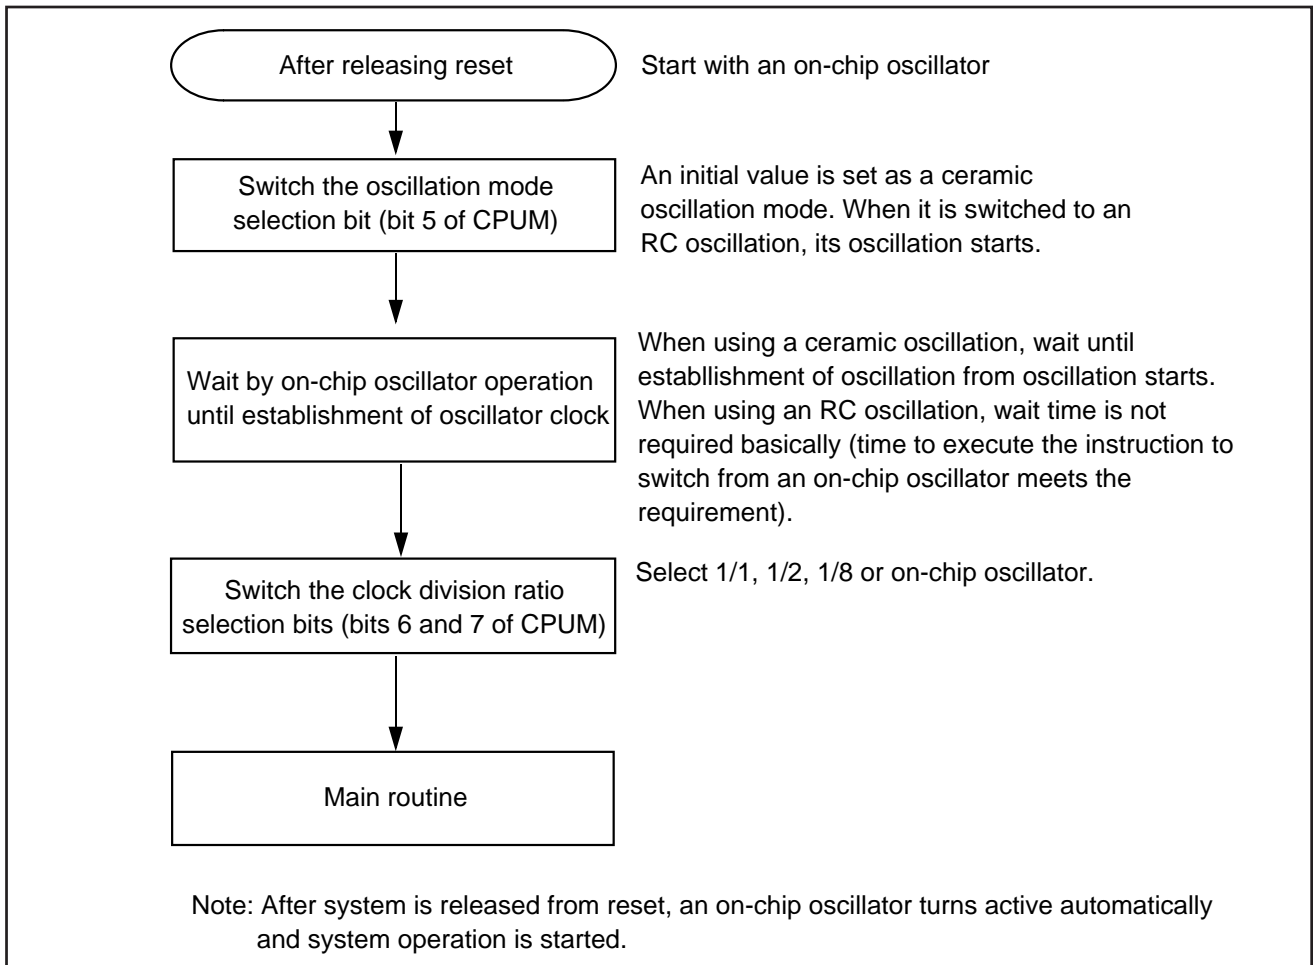 After releasing reset
Start with an on-chip oscillator
Switch the oscillation mode
selection bit (bit 5 of CPUM)
An initial value is set as a ceramic
oscillation mode. When it is switched to an
RC oscillation, its oscillation starts.
Wait by on-chip oscillator operation
until establishment of oscillator clock
When using a ceramic oscillation, wait until
establlishment of oscillation from oscillation starts.
When using an RC oscillation, wait time is not
required basically (time to execute the instruction to
switch from an on-chip oscillator meets the
requirement).
Switch the clock division ratio
selection bits (bits 6 and 7 of CPUM)
Select 1/1, 1/2, 1/8 or on-chip oscillator.
Main routine
Note: After system is released from reset, an on-chip oscillator turns active automatically
and system operation is started.